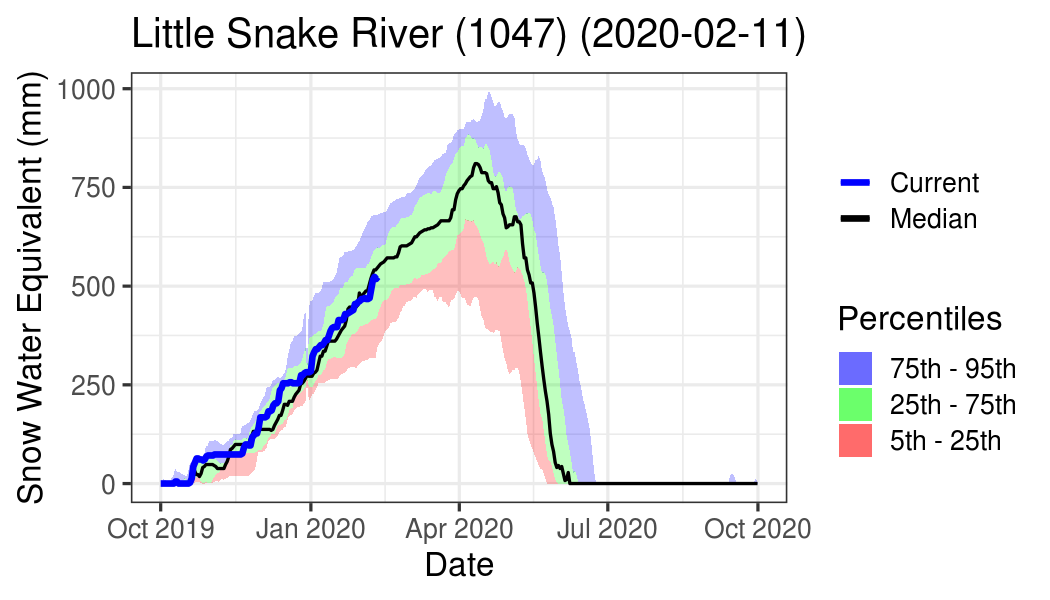 Little Snake River (1047) (2020-02-11)
Snow Water Equivalent (mm)
1000
750
500
250
0
Oct 2019
Jan 2020
Apr 2020
Jul 2020
Oct 2020
Date
Current
Median
Percentiles
75th - 95th
25th - 75th
5th - 25th